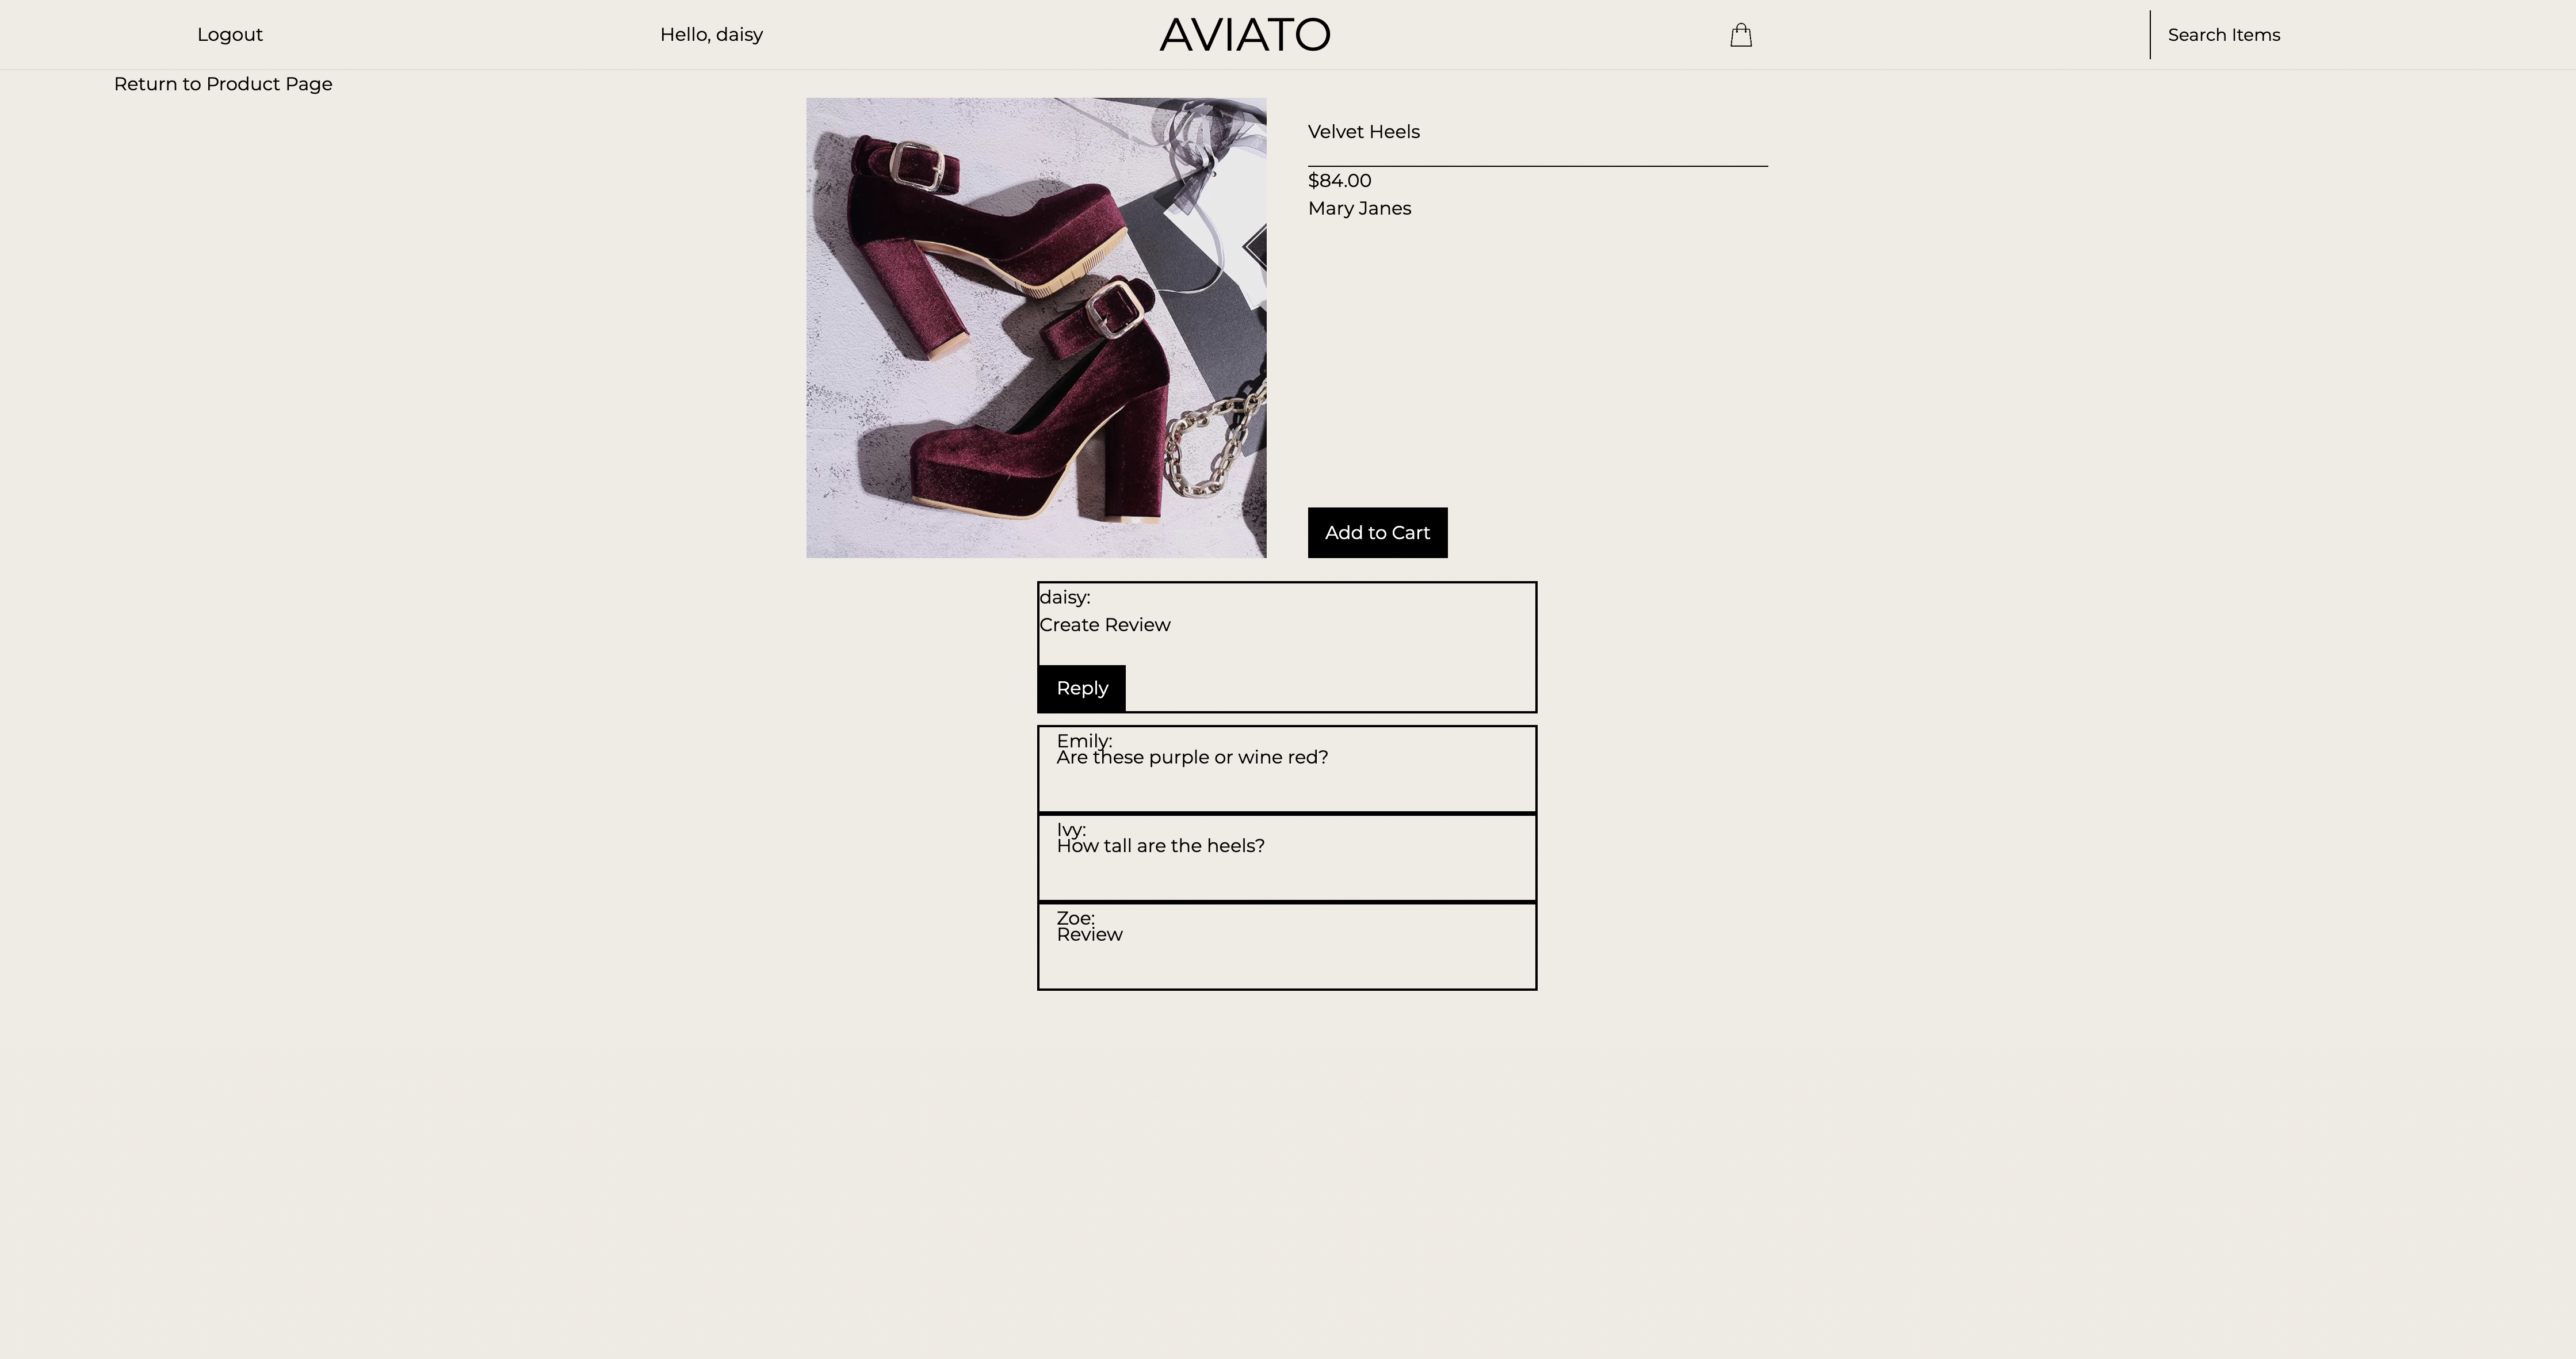 Logout
Hello, daisy
AVIATO
Search Items
Return to Product Page
Velvet Heels
$84.00
Mary Janes
Add to Cart
daisy:
Create Review
Reply
Emily:
Are these purple or wine red?
Ivy:
How tall are the heels?
Zoe:
Review